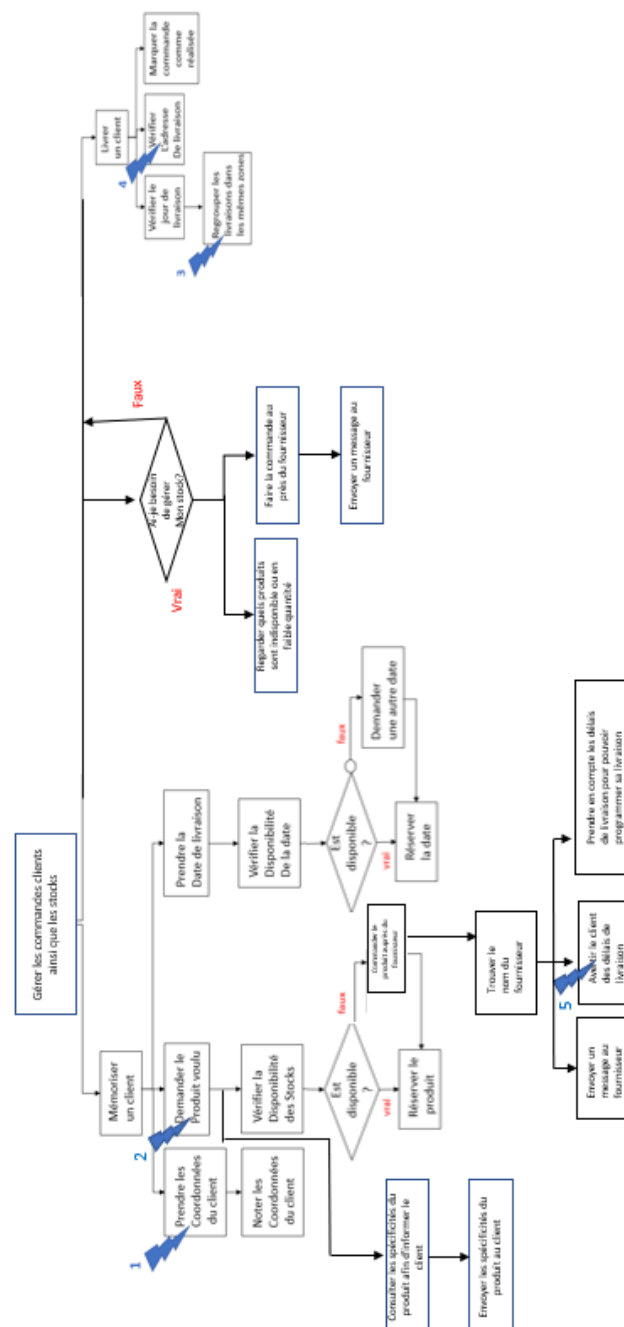 Gérer les commandes clients
ainsi que les stocks
Mémoriser
un client
Prendre les
Coordonnées
du client
1
Noter les
Coordonnées
du client
Demander le
Produit voulu
2
Vérifier la
Disponibilité
des Stocks
Est
disponible
?
faux
vrai
Commander le
produit auprès du
fournisseur
Réserver le
produit
Consulter les spécificités du
produit afin d'informer le
client
Envoyer les spécificités du
produit au client
Trouver le
nom du
fournisseur
Envoyer un
message au
fournisseur
Avertir le client
des délais de
livraison
5
Prendre en compte les délais
de livraison pour pouvoir
programmer sa livraison
Prendre la
Date de livraison
Vérifier la
Disponibilité
De la date
Est
disponible
?
faux
vrai
Demander
une autre date
Réserver
la date
Ai-je besoin
de gérer
Mon stock?
Vrai
Faux
Regarder quels produits
sont indisponible ou en
faible quantité
Faire la commande au
près du fournisseur
Envoyer un message au
fournisseur
Livrer
un client
Vérifier le
jour de
livraison
Vérifier
L'adresse
De livraison
4
Marquer la
commande
comme
réalisée
Regrouper les
livraisons dans
les mêmes zones
3